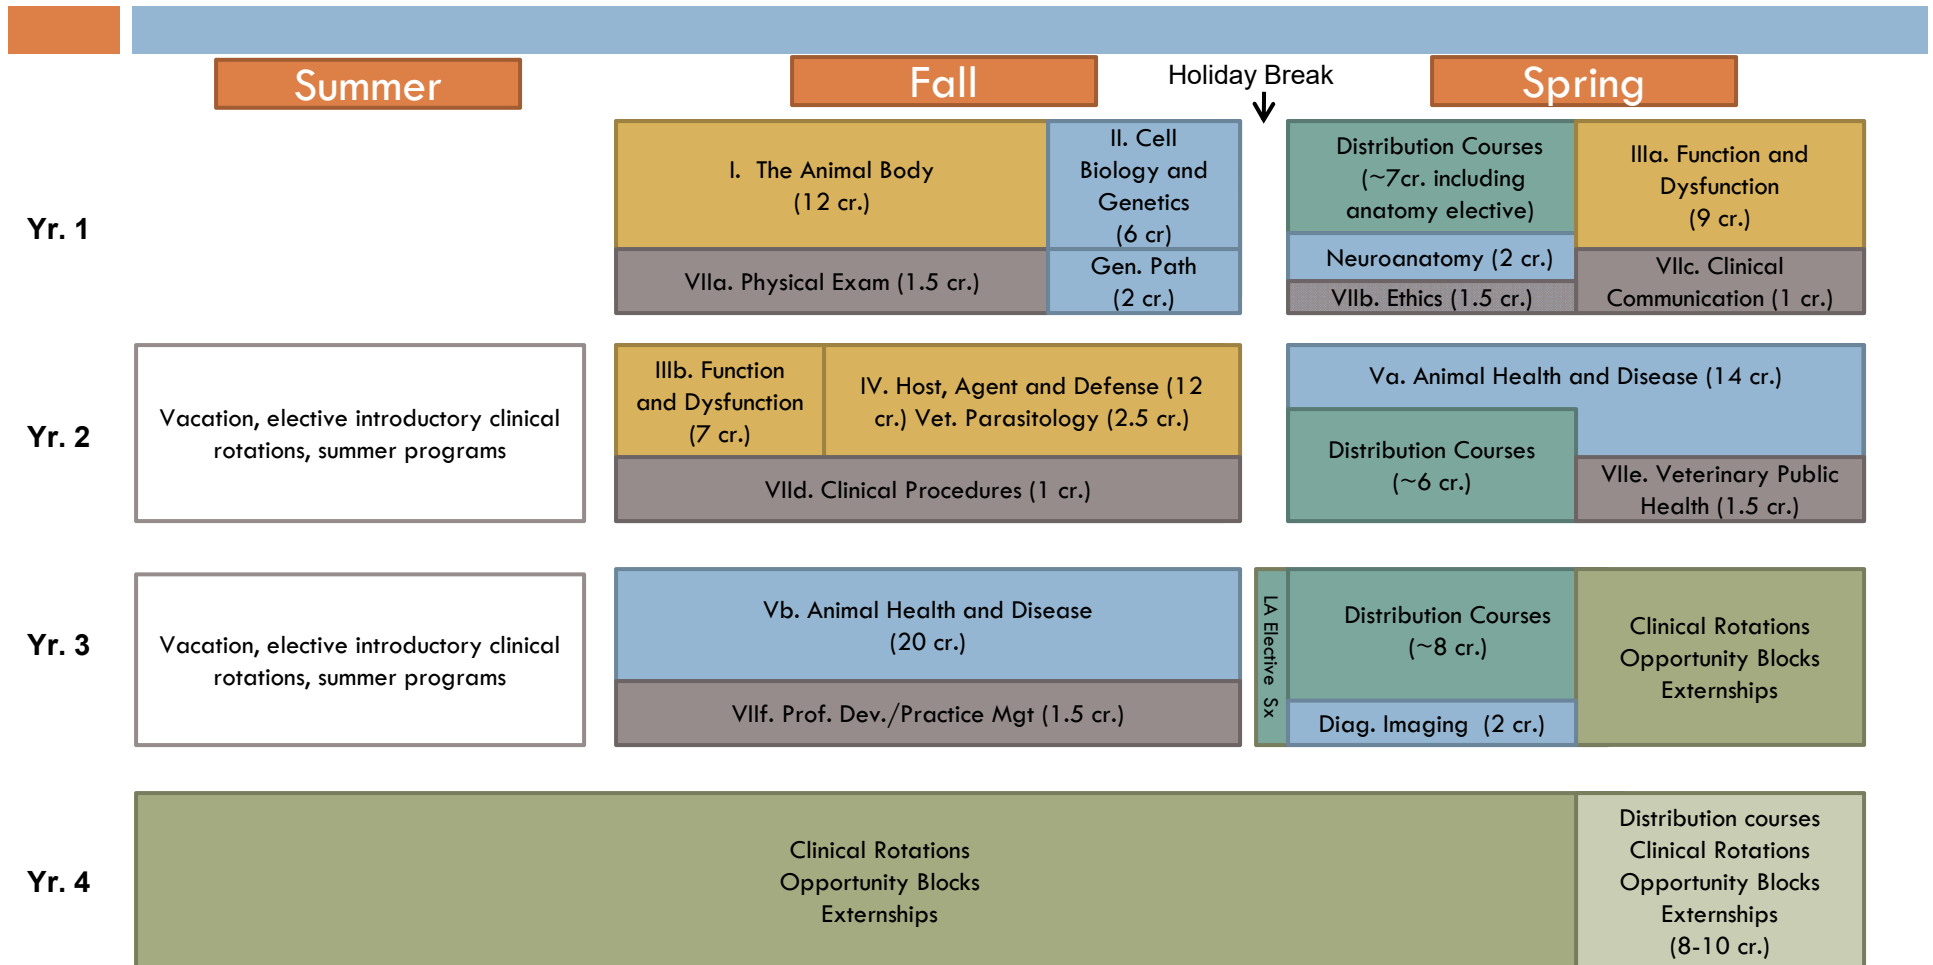 Summer
Fall
Holiday Break
Spring
Yr. 1
I. The Animal Body
(12 cr.)
II. Cell
Biology and
Genetics
(6 cr)
VIIa. Physical Exam (1.5 cr.)
Gen. Path
(2 cr.)
Distribution Courses
(~7cr. including
anatomy elective)
Neuroanatomy (2 cr.)
VIIb. Ethics (1.5 cr.)
IIIa. Function and
Dysfunction
(9 cr.)
VIIc. Clinical
Communication (1 cr.)
Yr. 2
Vacation, elective introductory clinical
rotations, summer programs
IIIb. Function
and Dysfunction
(7 cr.)
IV. Host, Agent and Defense (12
cr.) Vet. Parasitology (2.5 cr.)
VIId. Clinical Procedures (1 cr.)
Va. Animal Health and Disease (14 cr.)
Distribution Courses
(~6 cr.)
VIIe. Veterinary Public
Health (1.5 cr.)
Yr. 3
Vacation, elective introductory clinical
rotations, summer programs
Vb. Animal Health and Disease
(20 cr.)
VIIf. Prof. Dev./Practice Mgt (1.5 cr.)
LA Elective Sx
Distribution Courses
(~8 cr.)
Diag. Imaging (2 cr.)
Clinical Rotations
Opportunity Blocks
Externships
Yr. 4
Clinical Rotations
Opportunity Blocks
Externships
Distribution courses
Clinical Rotations
Opportunity Blocks
Externships
(8-10 cr.)